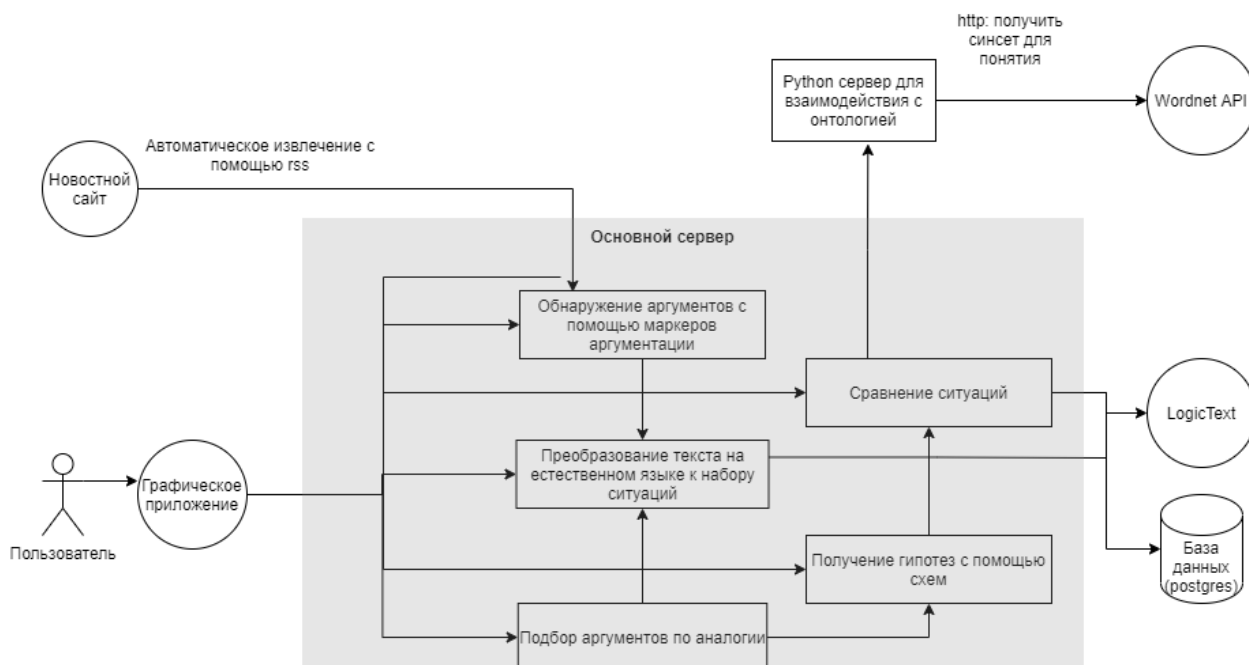 http: получить
синсет для
понятия
Python сервер для
взаимодействия с
онтологией
Wordnet API
Автоматическое извлечение с
помощью rss
Новостной
сайт
Основной сервер
Обнаружение аргументов с
помощью маркеров
аргументации
Сравнение ситуаций
LogicText
Преобразование текста на
естественном языке к набору
ситуаций
Графическое
приложение
Пользователь
Получение гипотез с помощью
схем
База
данных
(postgres)
Подбор аргументов по аналогии